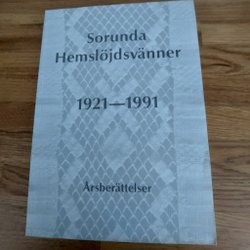 Sorunda
Hemslöjdsvänner
1921—1991
Årsberättelser